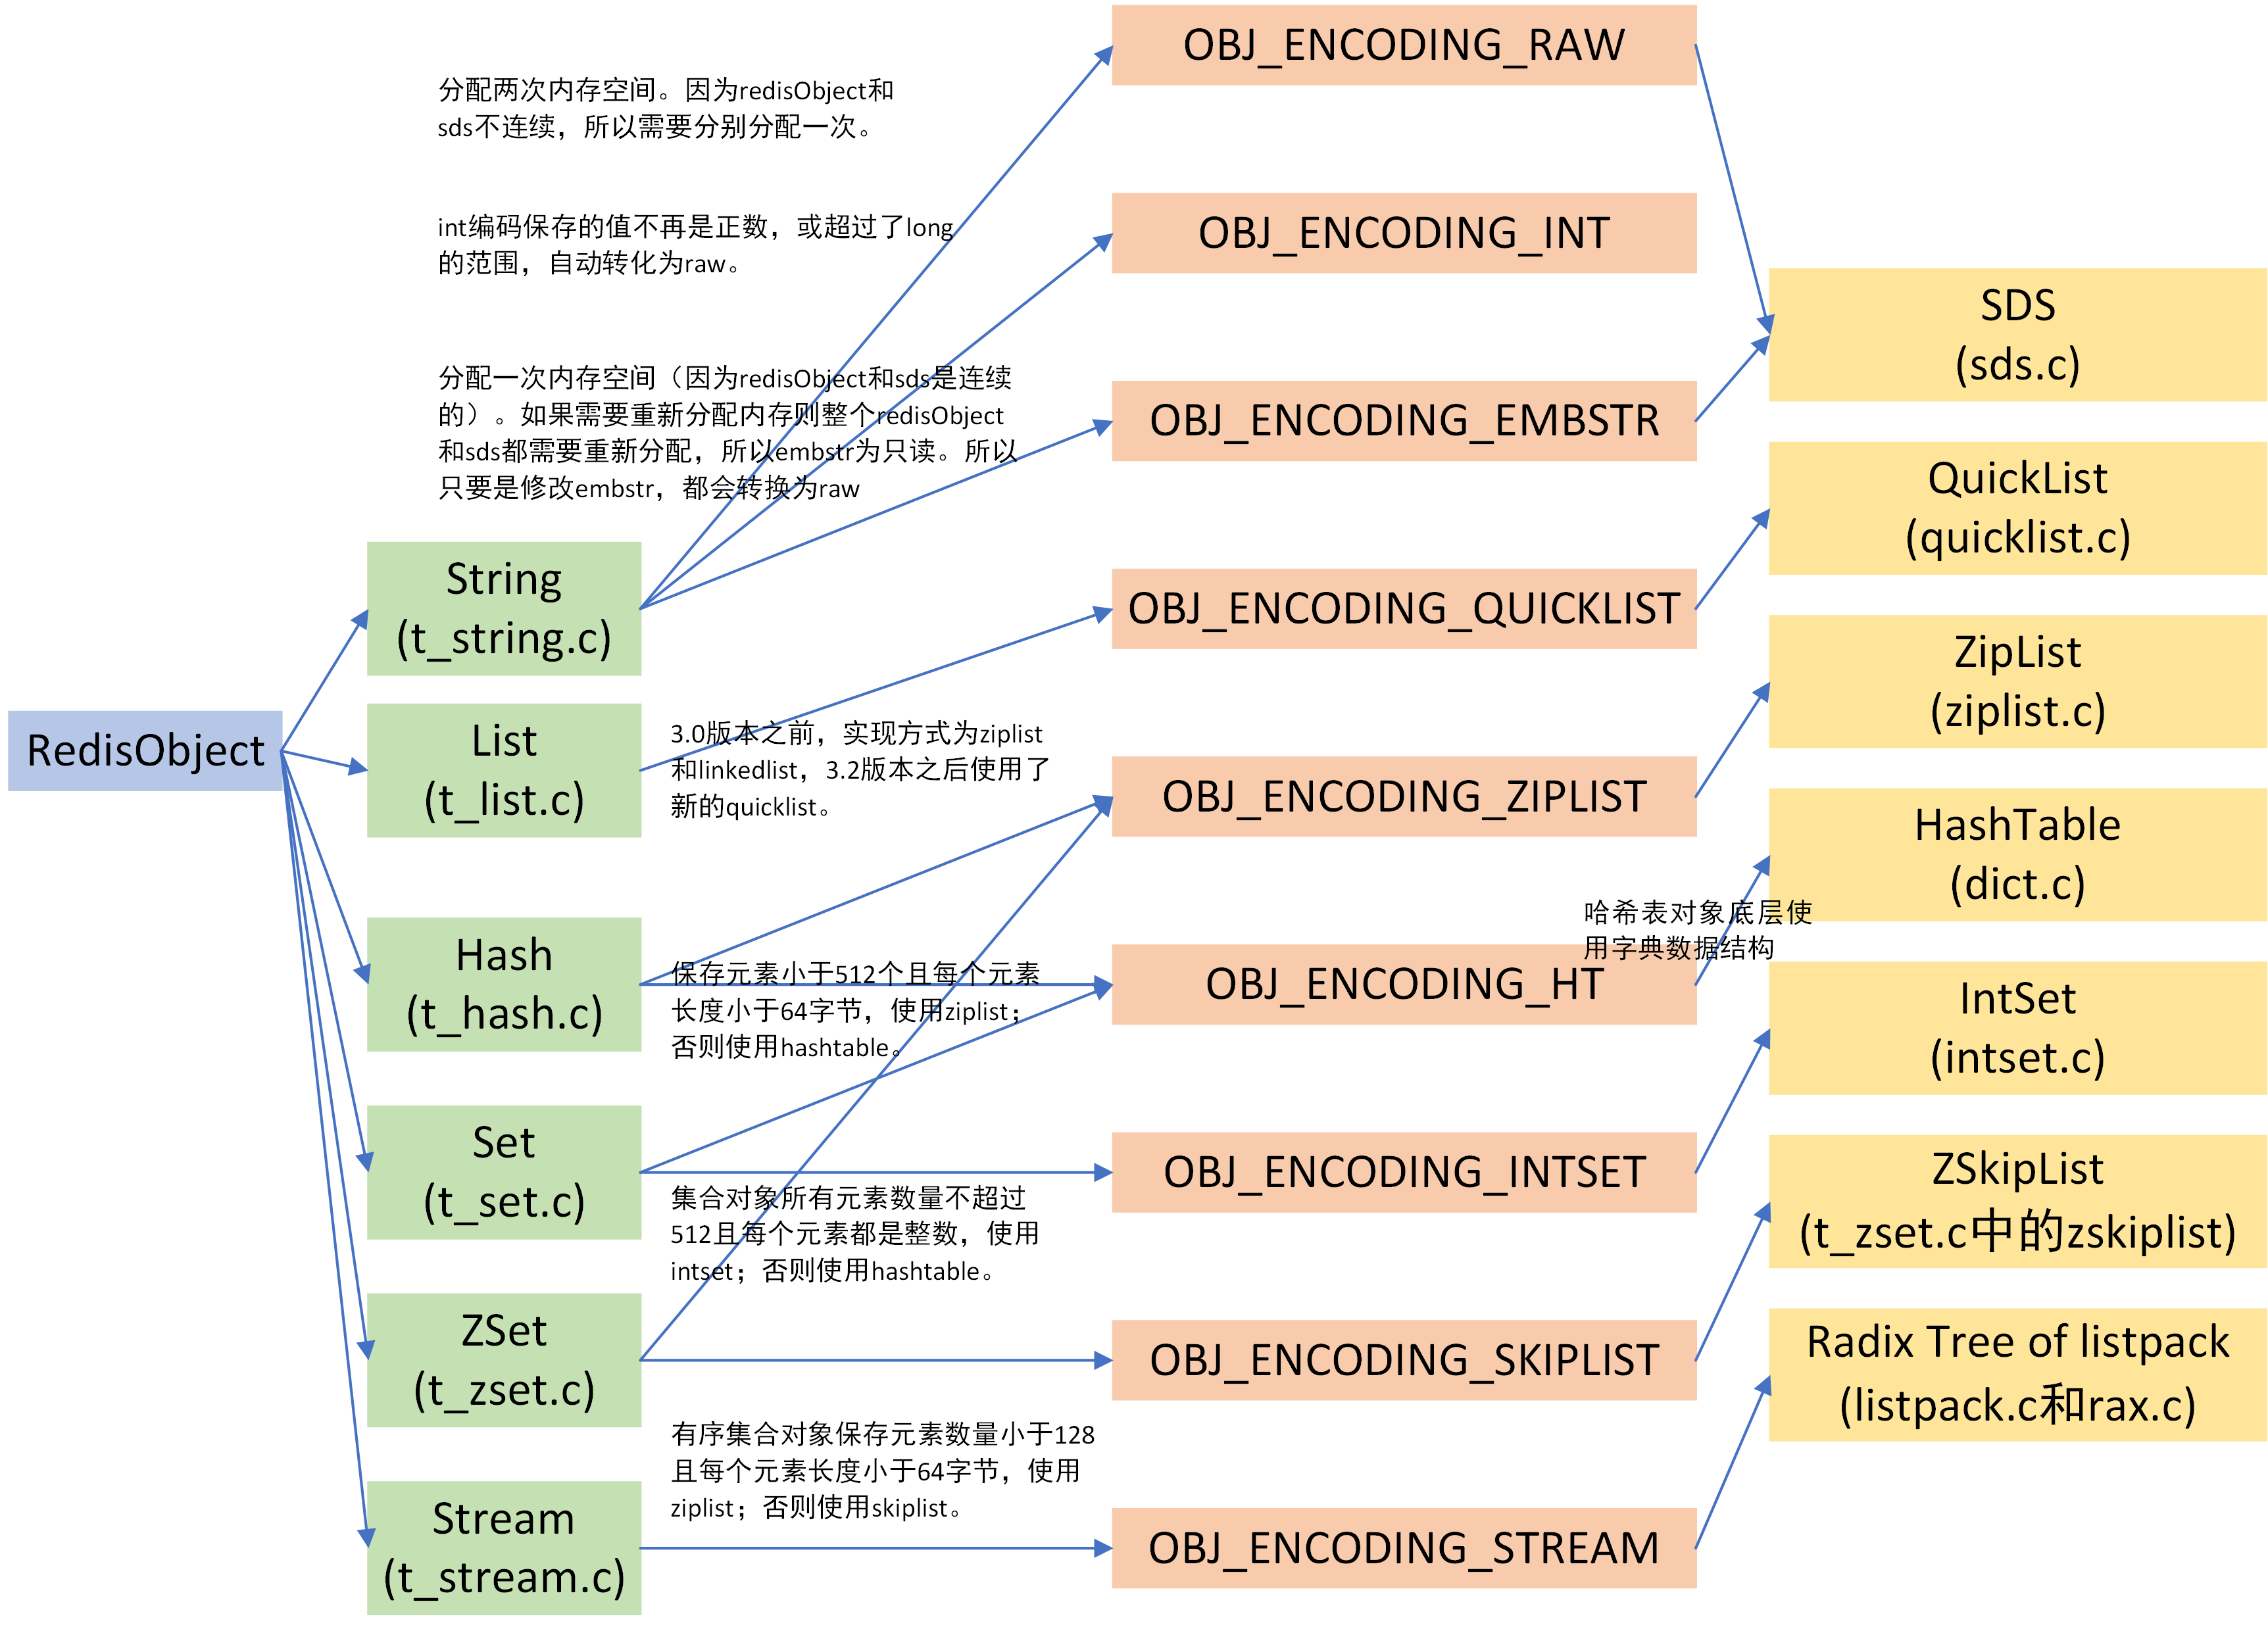 RedisObject
String
(t_string.c)
List
(t_list.c)
Hash
(t_hash.c)
Set
(t_set.c)
ZSet
(t_zset.c)
Stream
(t_stream.c)
分配两次内存空间。因为redisObject和
sds不连续，所以需要分别分配一次。
int编码保存的值不再是正数，或超过了long
的范围，自动转化为raw。
分配一次内存空间（因为redisObject和sds是连续
的）。如果需要重新分配内存则整个redisObject
和sds都需要重新分配，所以embstr为只读。所以
只要是修改embstr，都会转换为raw
3.0版本之前，实现方式为ziplist
和linkedlist，3.2版本之后使用了
新的quicklist。
保存元素小于512个且每个元素
长度小于64字节，使用ziplist；
否则使用hashtable。
集合对象所有元素数量不超过
512且每个元素都是整数，使用
intset；否则使用hashtable。
有序集合对象保存元素数量小于128
且每个元素长度小于64字节，使用
ziplist；否则使用skiplist。
OBJ_ENCODING_RAW
OBJ_ENCODING_INT
OBJ_ENCODING_EMBSTR
OBJ_ENCODING_QUICKLIST
OBJ_ENCODING_ZIPLIST
OBJ_ENCODING_HT
OBJ_ENCODING_INTSET
OBJ_ENCODING_SKIPLIST
OBJ_ENCODING_STREAM
哈希表对象底层使
用字典数据结构
SDS
(sds.c)
QuickList
(quicklist.c)
ZipList
(ziplist.c)
HashTable
(dict.c)
IntSet
(intset.c)
ZSkipList
(t_zset.c中的zskiplist)
Radix Tree of listpack
(listpack.c和rax.c)